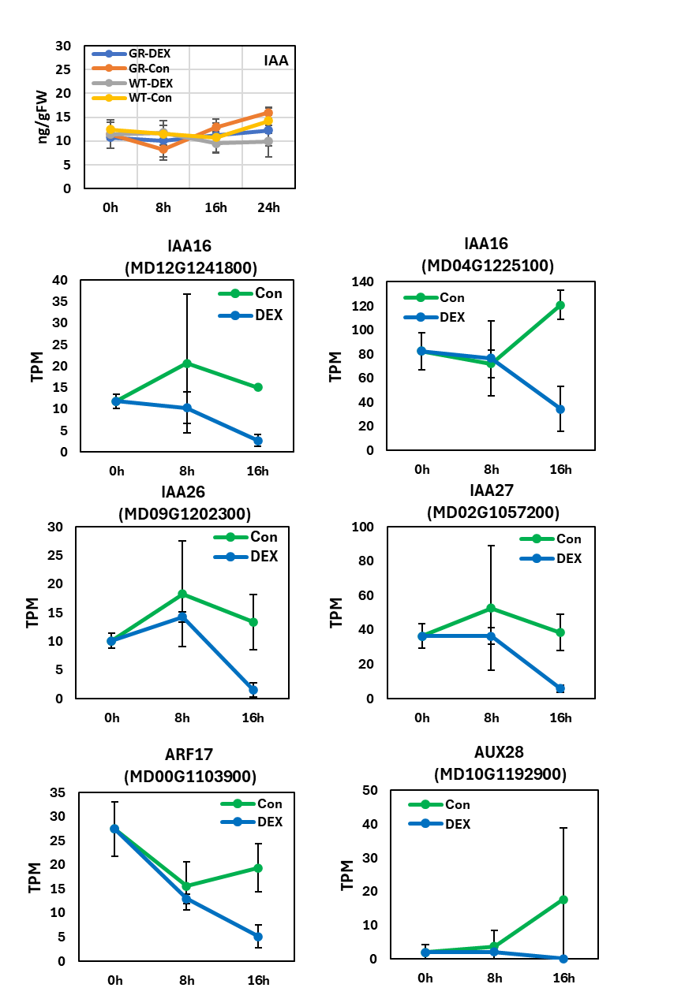 30
25
20
15
10
5
0
ng/gFW
GR-DEX
GR-Con
WT-DEX
WT-Con
IAA
0h 8h 16h 24h
IAA16
(MD12G1241800)
40
35
30
25
20
15
10
5
0
TPM
Con
DEX
0h 8h 16h
IAA16
(MD04G1225100)
140
120
100
80
60
40
20
0
TPM
Con
DEX
0h 8h 16h
IAA26
(MD09G1202300)
30
25
20
15
10
5
0
TPM
Con
DEX
0h 8h 16h
IAA27
(MD02G1057200)
100
80
60
40
20
0
TPM
Con
DEX
0h 8h 16h
ARF17
(MD00G1103900)
35
30
25
20
15
10
5
0
TPM
Con
DEX
0h 8h 16h
AUX28
(MD10G1192900)
50
40
30
20
10
0
TPM
Con
DEX
0h 8h 16h